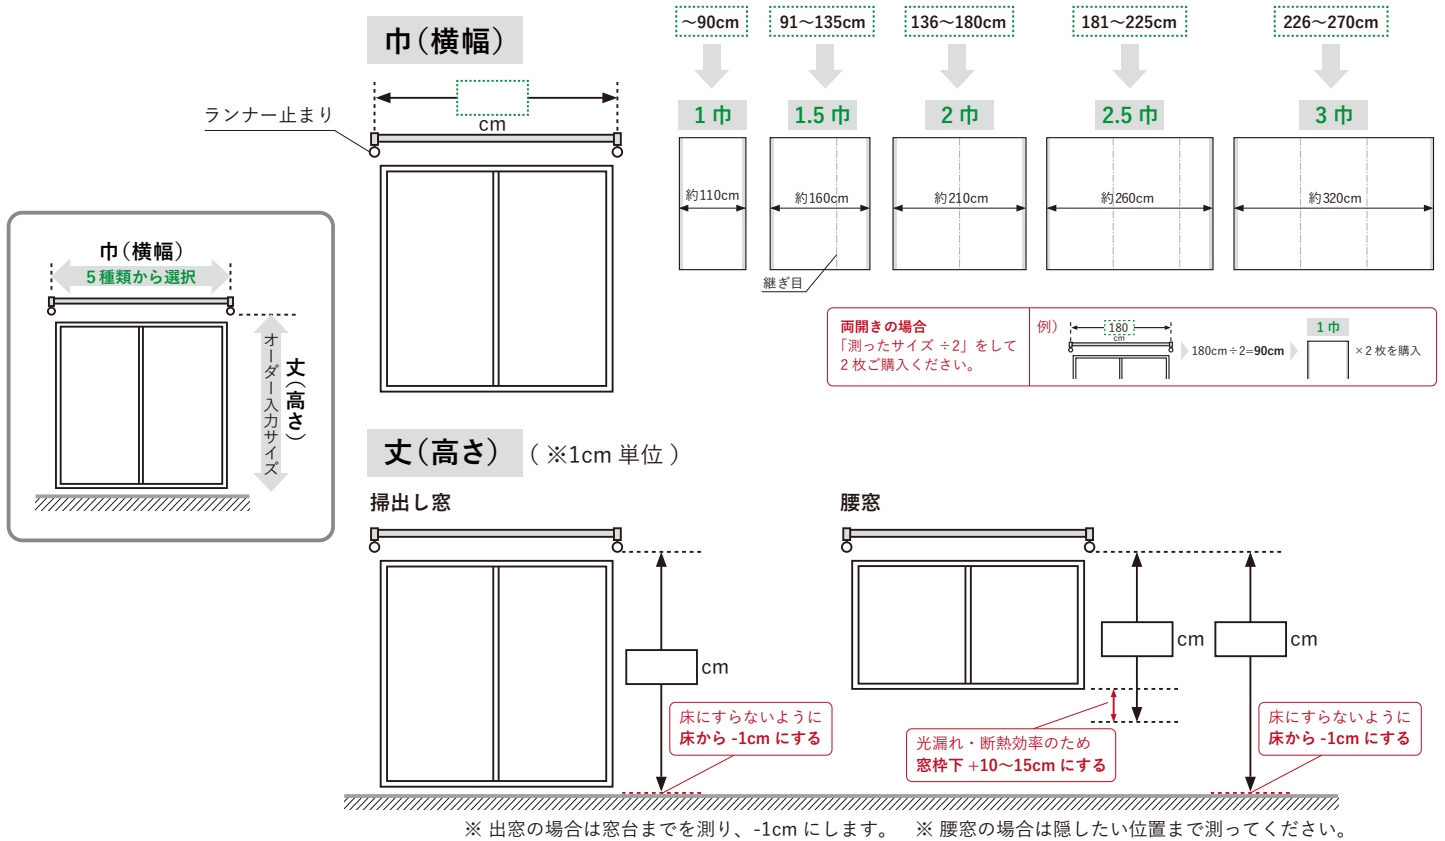 巾（横幅）
cm
ランナー止まり
～90cm
91～135cm
136～180cm
181～225cm
226～270cm
1 巾
1.5 巾
2 巾
2.5 巾
3 巾
約110cm
約160cm
約210cm
約260cm
約320cm
継ぎ目
両開きの場合
「測ったサイズ ÷2」をして
2 枚ご購入ください。
例）
180
cm
180cm÷2=90cm
1 巾
×2 枚を購入
巾（横幅）
5 種類から選択
オーダー入力サイズ
丈（高さ）
丈（高さ）
（ ※1cm 単位 ）
掃出し窓
cm
床にすらないように
床から -1cm にする
腰窓
cm
cm
光漏れ・断熱効率のため
窓枠下 +10～15cm にする
床にすらないように
床から -1cm にする
※ 出窓の場合は窓台までを測り、-1cm にします。
※ 腰窓の場合は隠したい位置まで測ってください。